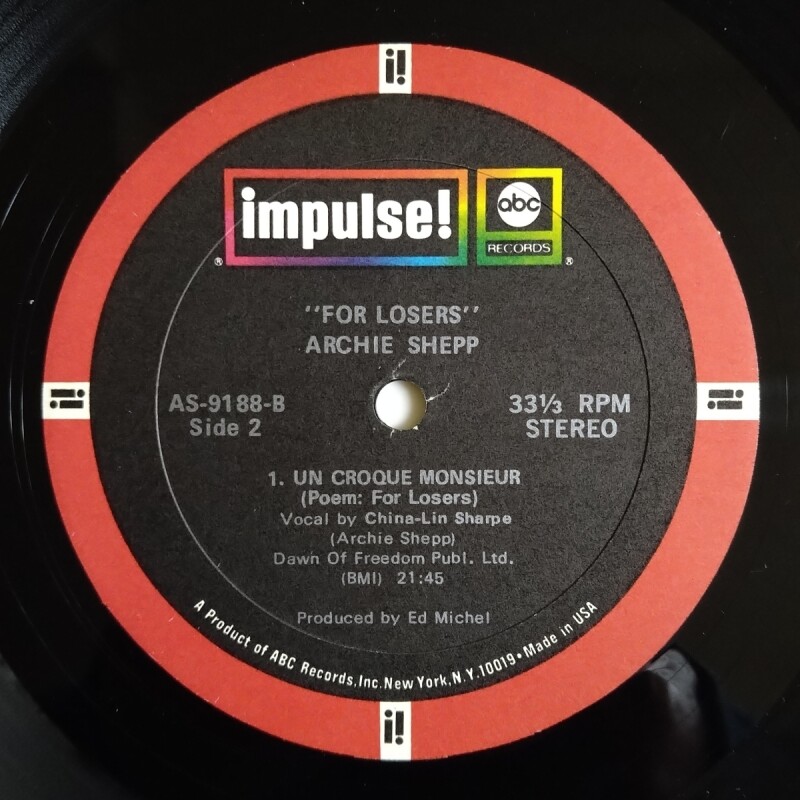 i!
impulse!
abc
RECORDS
® ®
"FOR LOSERS"
ARCHIE SHEPP
AS-9188-B
Side 2
33⅓ RPM
STEREO
i!
i!
1. UN CROQUE MONSIEUR
(Poem: For Losers)
Vocal by China-Lin Sharpe
(Archie Shepp)
Dawn Of Freedom Publ. Ltd.
(BMI) 21:45
Produced by Ed Michel
A Product of ABC Records,Inc.New York,N.Y.10019•Made in USA
i!